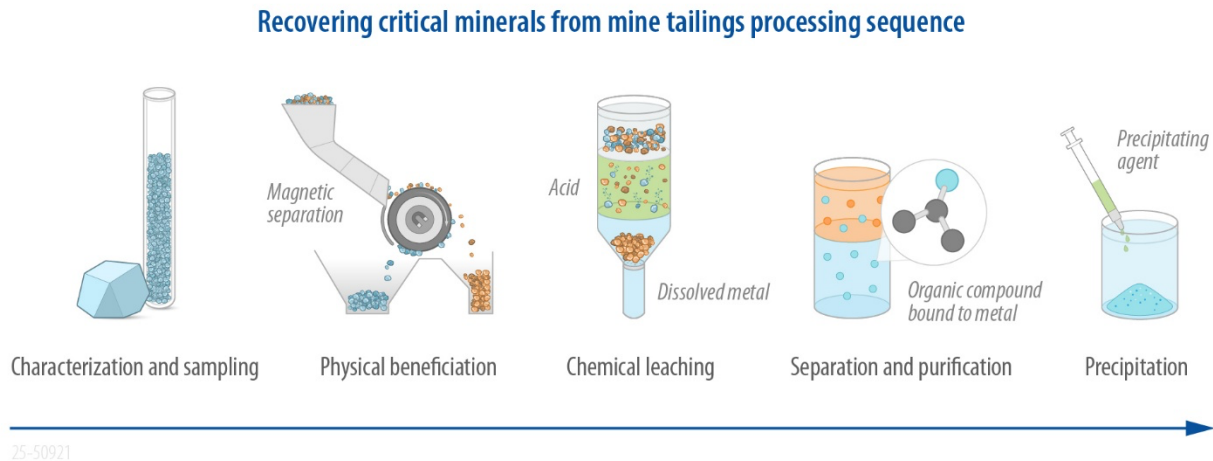 Recovering critical minerals from mine tailings processing sequence
Magnetic
separation
Acid
Dissolved metal
Organic compound
bound to metal
Precipitating
agent
Characterization and sampling
Physical beneficiation
Chemical leaching
Separation and purification
Precipitation
25-50921